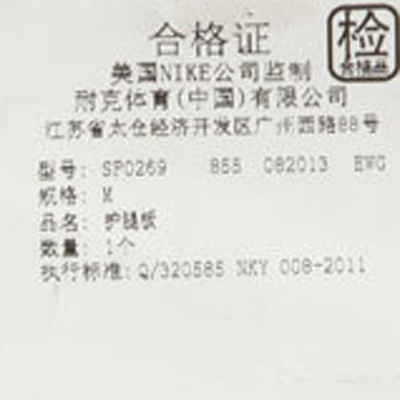 合格证
检
合格品
美国NIKE公司监制
耐克体育(中国)有限公司
江苏省太仓经济开发区广州西路88号
型号: SP0269 855 082013 EWG
规格: M
品名: 护腿板
数量: 1个
执行标准: Q/320585 NKY 008-2011